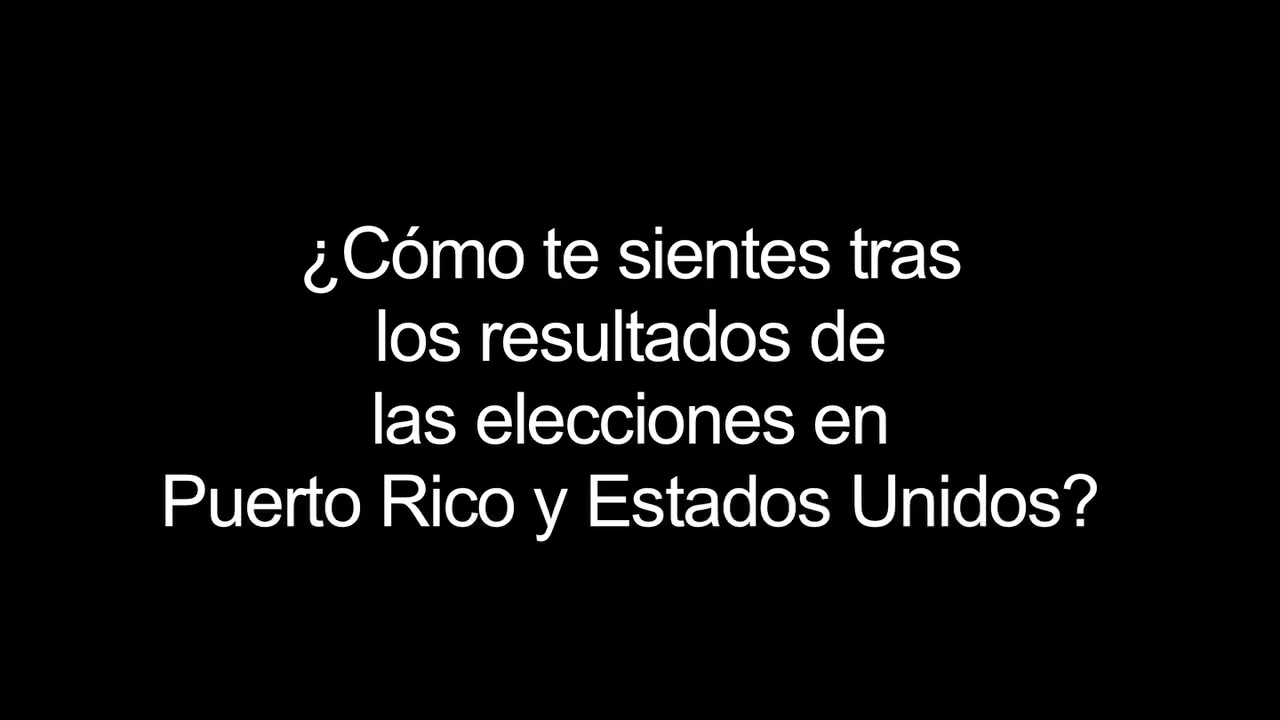 ¿Cómo te sientes tras
los resultados de
las elecciones en
Puerto Rico y Estados Unidos?